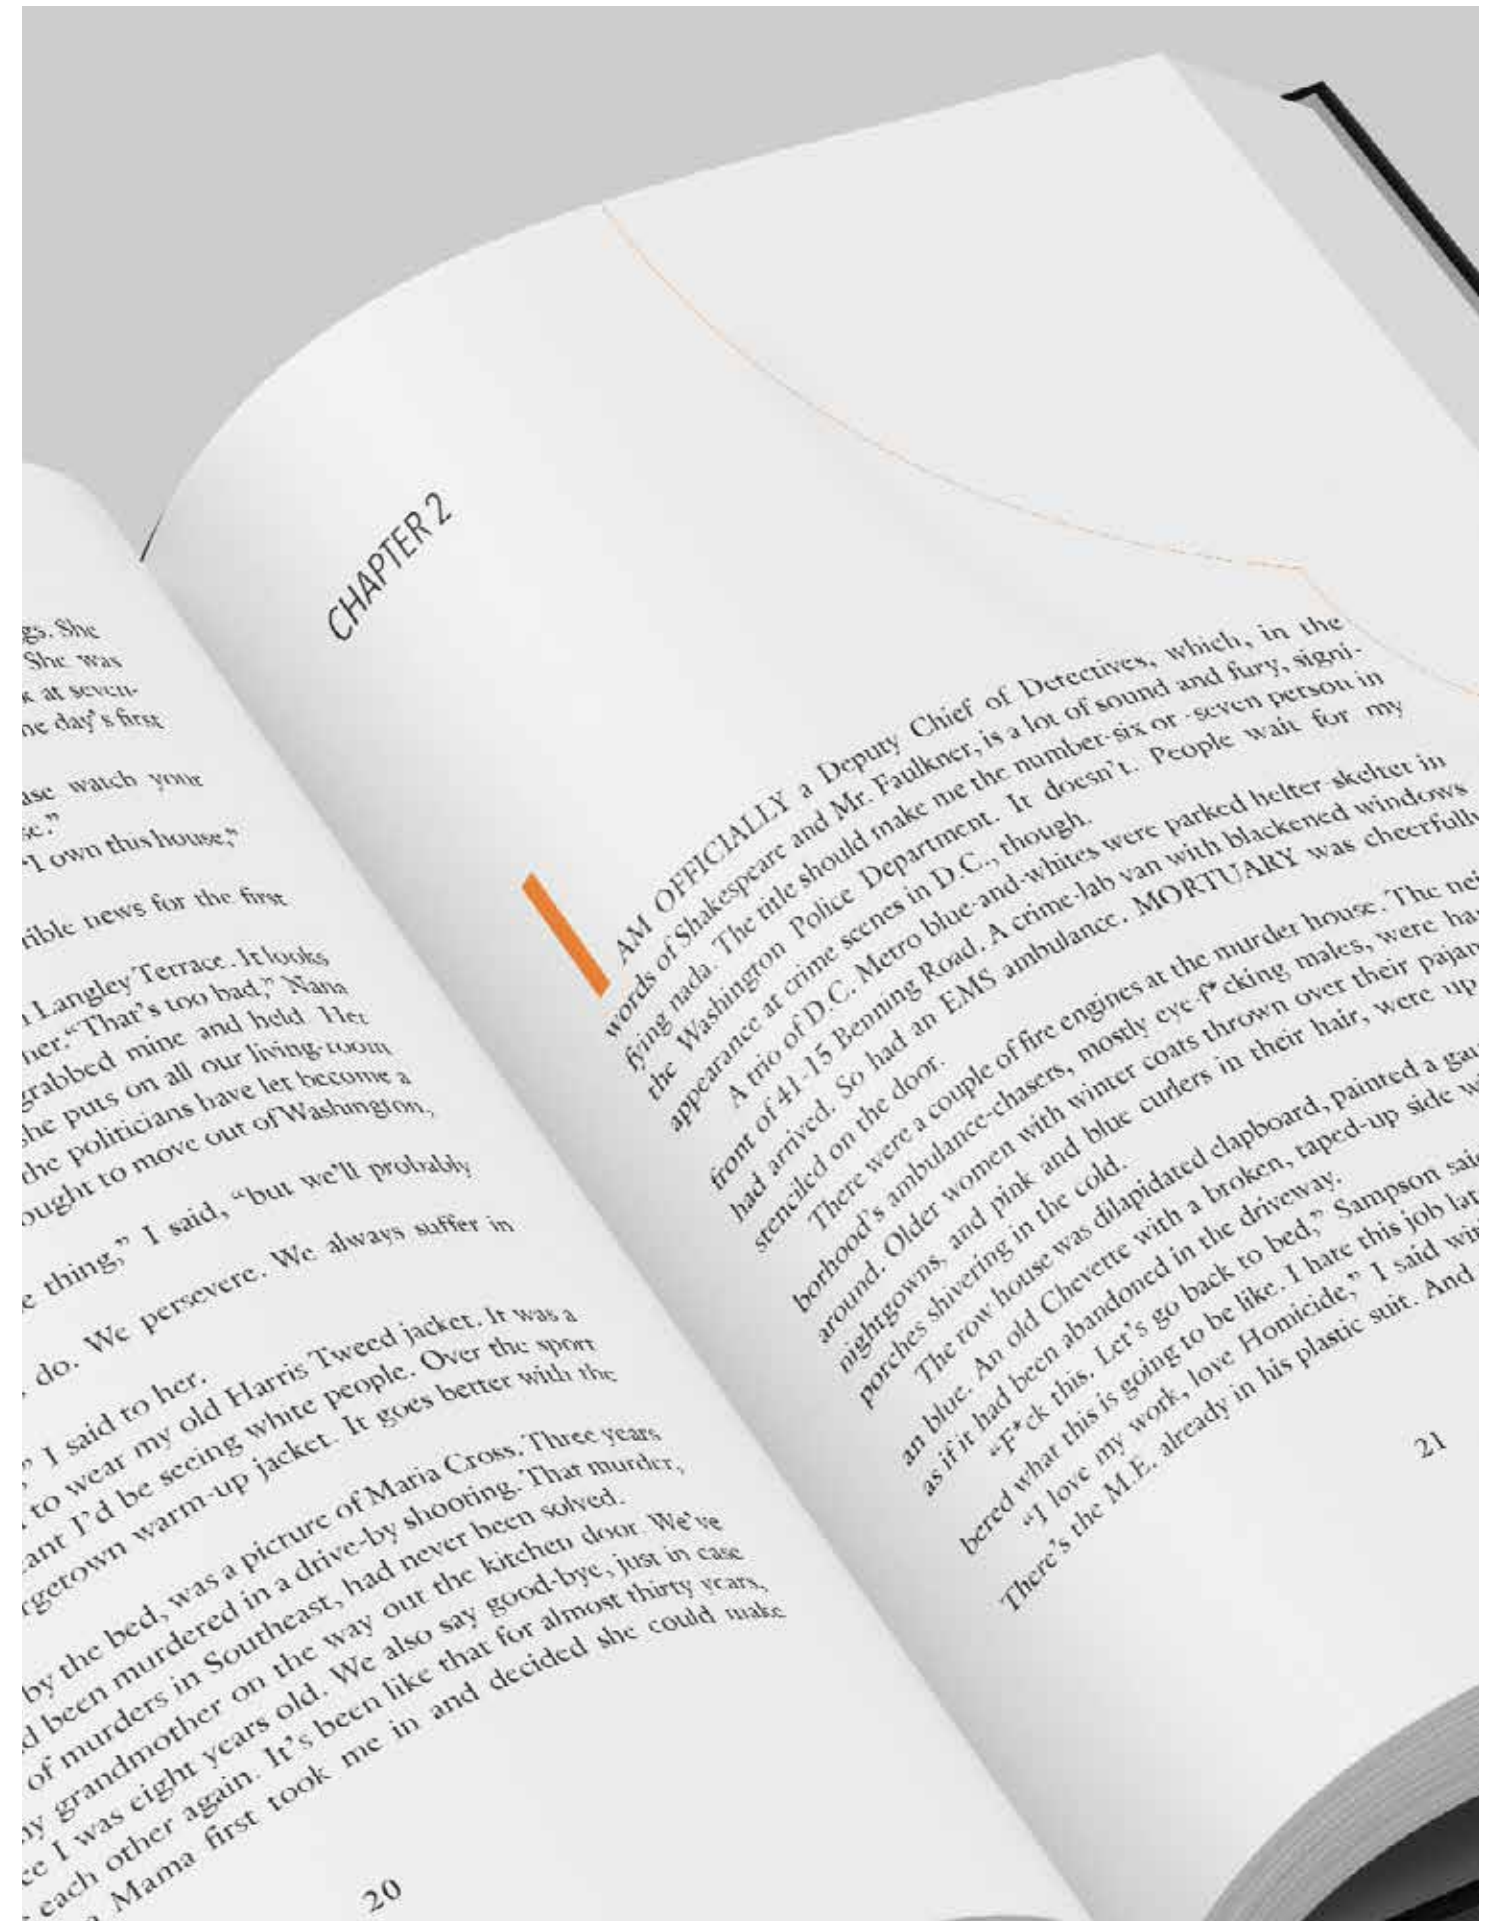 gs. She
She was
at seven-
day's first
watch your
"I own this house,"
news for the first
Langley Terrace. It looks
her. "That's too bad," Nana
grabbed mine and held. Her
she puts on all our living-room
the politicians have let become a
ought to move out of Washington,
thing," I said, "but we'll probably
do. We persevere. We always suffer in
I said to her.
to wear my old Harris Tweed jacket. It was a
I'd be seeing white people. Over the sport
warm-up jacket. It goes better with the
by the bed, was a picture of Maria Cross. Three years
been murdered in a drive-by shooting. That murder,
of murders in Southeast, had never been solved.
grandmother on the way out the kitchen door. We've
I was eight years old. We also say good-bye, just in case
each other again. It's been like that for almost thirty years,
Mama first took me in and decided she could make
20
CHAPTER 2
I AM OFFICIALLY a Deputy Chief of Detectives, which, in the
words of Shakespeare and Mr. Faulkner, is a lot of sound and fury, signi-
fying nada. The title should make me the number-six or -seven person in
the Washington Police Department. It doesn't. People wait for my
appearance at crime scenes in D.C., though.
A trio of D.C. Metro blue-and-whites were parked helter-skelter in
front of 41-15 Benning Road. A crime-lab van with blackened windows
had arrived. So had an EMS ambulance. MORTUARY was cheerfully
stenciled on the door.
There were a couple of fire engines at the murder house. The nei
borhood's ambulance-chasers, mostly eye-f*cking males, were ha
around. Older women with winter coats thrown over their pajam
nightgowns, and pink and blue curlers in their hair, were up
porches shivering in the cold.
The row house was dilapidated clapboard, painted a gau
an blue. An old Chevette with a broken, taped-up side wi
as if it had been abandoned in the driveway.
"F*ck this. Let's go back to bed," Sampson said
bered what this is going to be like. I hate this job lat
"I love my work, love Homicide," I said wit
There's the M.E. already in his plastic suit. And
21